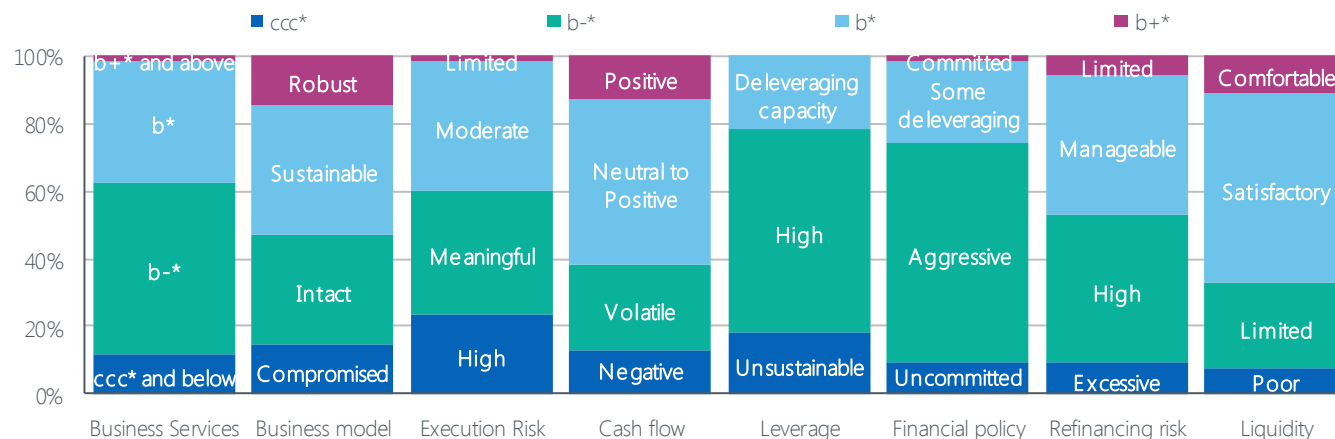 ccc* b-* b* b+*
100%
80%
60%
40%
20%
0%
b+* and above
b*
b-*
ccc* and below
Robust
Sustainable
Intact
Compromised
Limited
Moderate
Meaningful
High
Positive
Neutral to
Positive
Volatile
Negative
Deleveraging
capacity
High
Unsustainable
Committed
Some
deleveraging
Aggressive
Uncommitted
Limited
Manageable
High
Excessive
Comfortable
Satisfactory
Limited
Poor
Business Services Business model Execution Risk Cash flow Leverage Financial policy Refinancing risk Liquidity